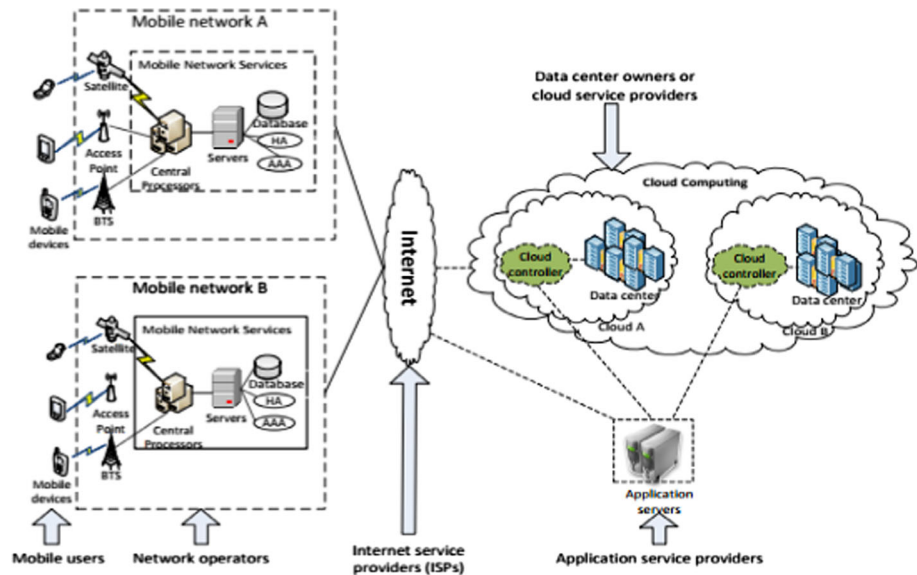 Mobile network A
Mobile Network Services
Satellite
Database
HA
AAA
Access
Point
Servers
Central
Processors
BTS
Mobile
devices
Mobile network B
Mobile Network Services
Satellite
Database
HA
AAA
Access
Point
Servers
Central
Processors
BTS
Mobile
devices
Mobile users
Network operators
Internet
Internet service
providers (ISPs)
Data center owners or
cloud service providers
Cloud Computing
Cloud
controller
Data center
Cloud A
Cloud
controller
Data center
Cloud B
Application
servers
Application service providers